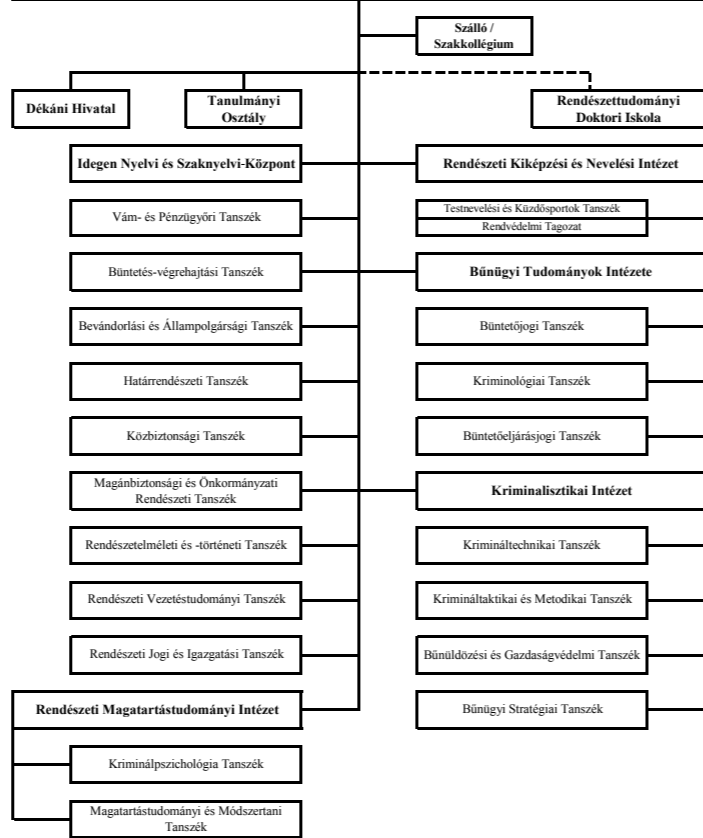 Szálló /
Szakkollégium
Dékáni Hivatal
Tanulmányi
Osztály
Rendészettudományi
Doktori Iskola
Idegen Nyelvi és Szaknyelvi-Központ
Rendészeti Kiképzési és Nevelési Intézet
Vám- és Pénzügyőri Tanszék
Testnevelési és Küzdősportok Tanszék
Rendvédelmi Tagozat
Büntetés-végrehajtási Tanszék
Bűnügyi Tudományok Intézete
Bevándorlási és Állampolgársági Tanszék
Büntetőjogi Tanszék
Határrendészeti Tanszék
Kriminológiai Tanszék
Közbiztonsági Tanszék
Büntetőeljárásjogi Tanszék
Magánbiztonsági és Önkormányzati
Rendészeti Tanszék
Kriminalisztikai Intézet
Rendészetelméleti és -történeti Tanszék
Krimináltechnikai Tanszék
Rendészeti Vezetéstudományi Tanszék
Krimináltaktikai és Metodikai Tanszék
Rendészeti Jogi és Igazgatási Tanszék
Bűnüldözési és Gazdaságvédelmi Tanszék
Rendészeti Magatartástudományi Intézet
Bűnügyi Stratégiai Tanszék
Kriminálpszichológia Tanszék
Magatartástudományi és Módszertani
Tanszék